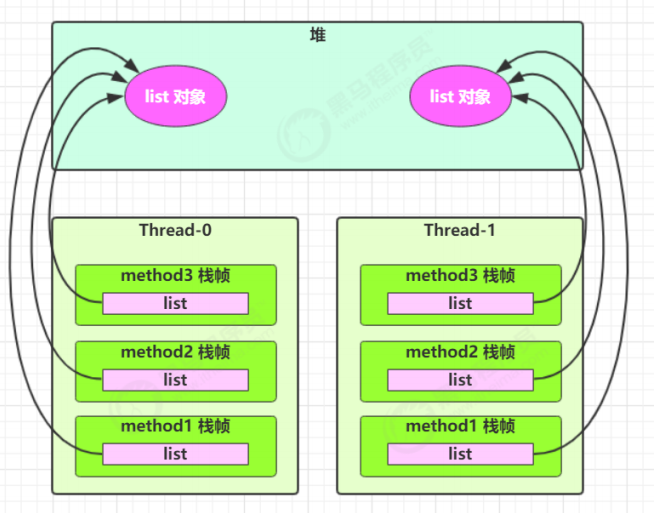 堆
list 对象
list 对象
黑马程序员
Thread-0
Thread-1
method3 栈帧
list
method2 栈帧
list
method1 栈帧
list
method3 栈帧
list
method2 栈帧
list
method1 栈帧
list